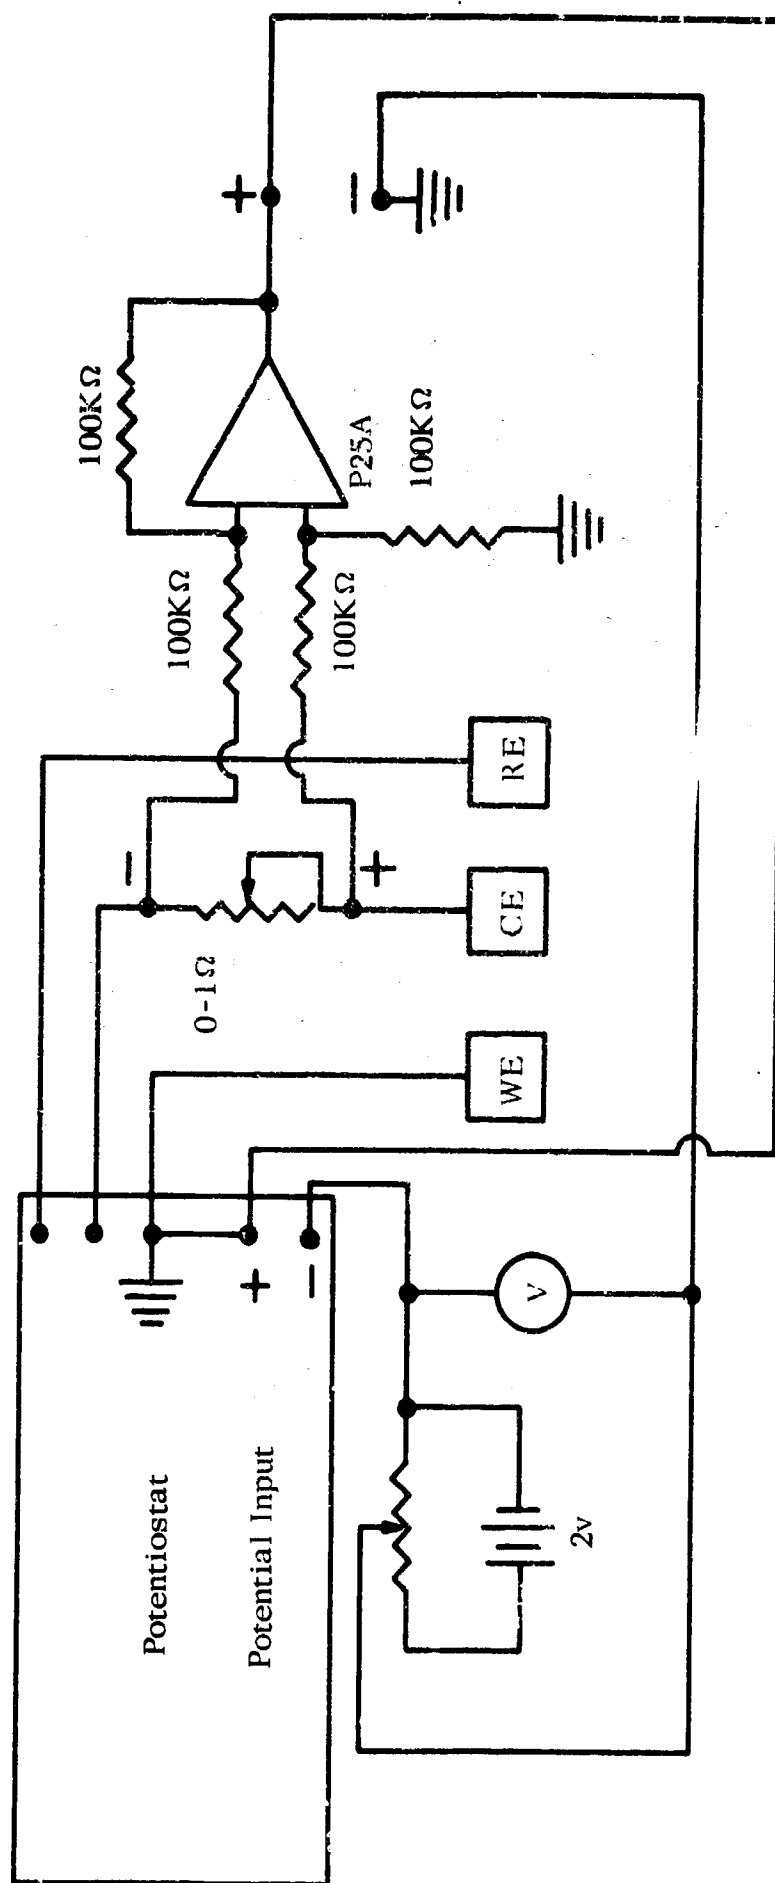 Potentiostat
Potential Input
+
−
2v
V
WE
CE
RE
0-1Ω
−
+
100KΩ
100KΩ
100KΩ
P25A
100KΩ
+
−